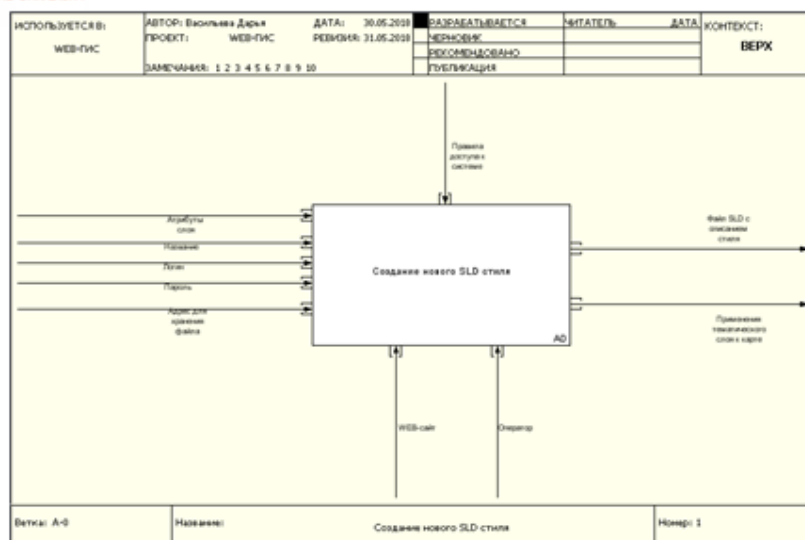 ИСПОЛЬЗУЕТСЯ В:
WEB-ГИС
АВТОР: Васильева Дарья
ДАТА: 30.05.2018
ПРОЕКТ: WEB-ГИС
РЕВИЗИЯ: 31.05.2018
ЗАМЕЧАНИЯ: 1 2 3 4 5 6 7 8 9 10
РАЗРАБАТЫВАЕТСЯ
ЧЕРНОВИК
РЕКОМЕНДОВАНО
ПУБЛИКАЦИЯ
ЧИТАТЕЛЬ
ДАТА
КОНТЕКСТ:
ВЕРХ
Правила
доступа к
системе
Атрибуты
слоя
Название
Логин
Пароль
Адрес для
хранения
файла
Создание нового SLD стиля
A0
Файл SLD с
описанием
стиля
Применение
тематического
слоя к карте
WEB-сайт
Оператор
Ветка: A-0
Название:
Создание нового SLD стиля
Номер: 1